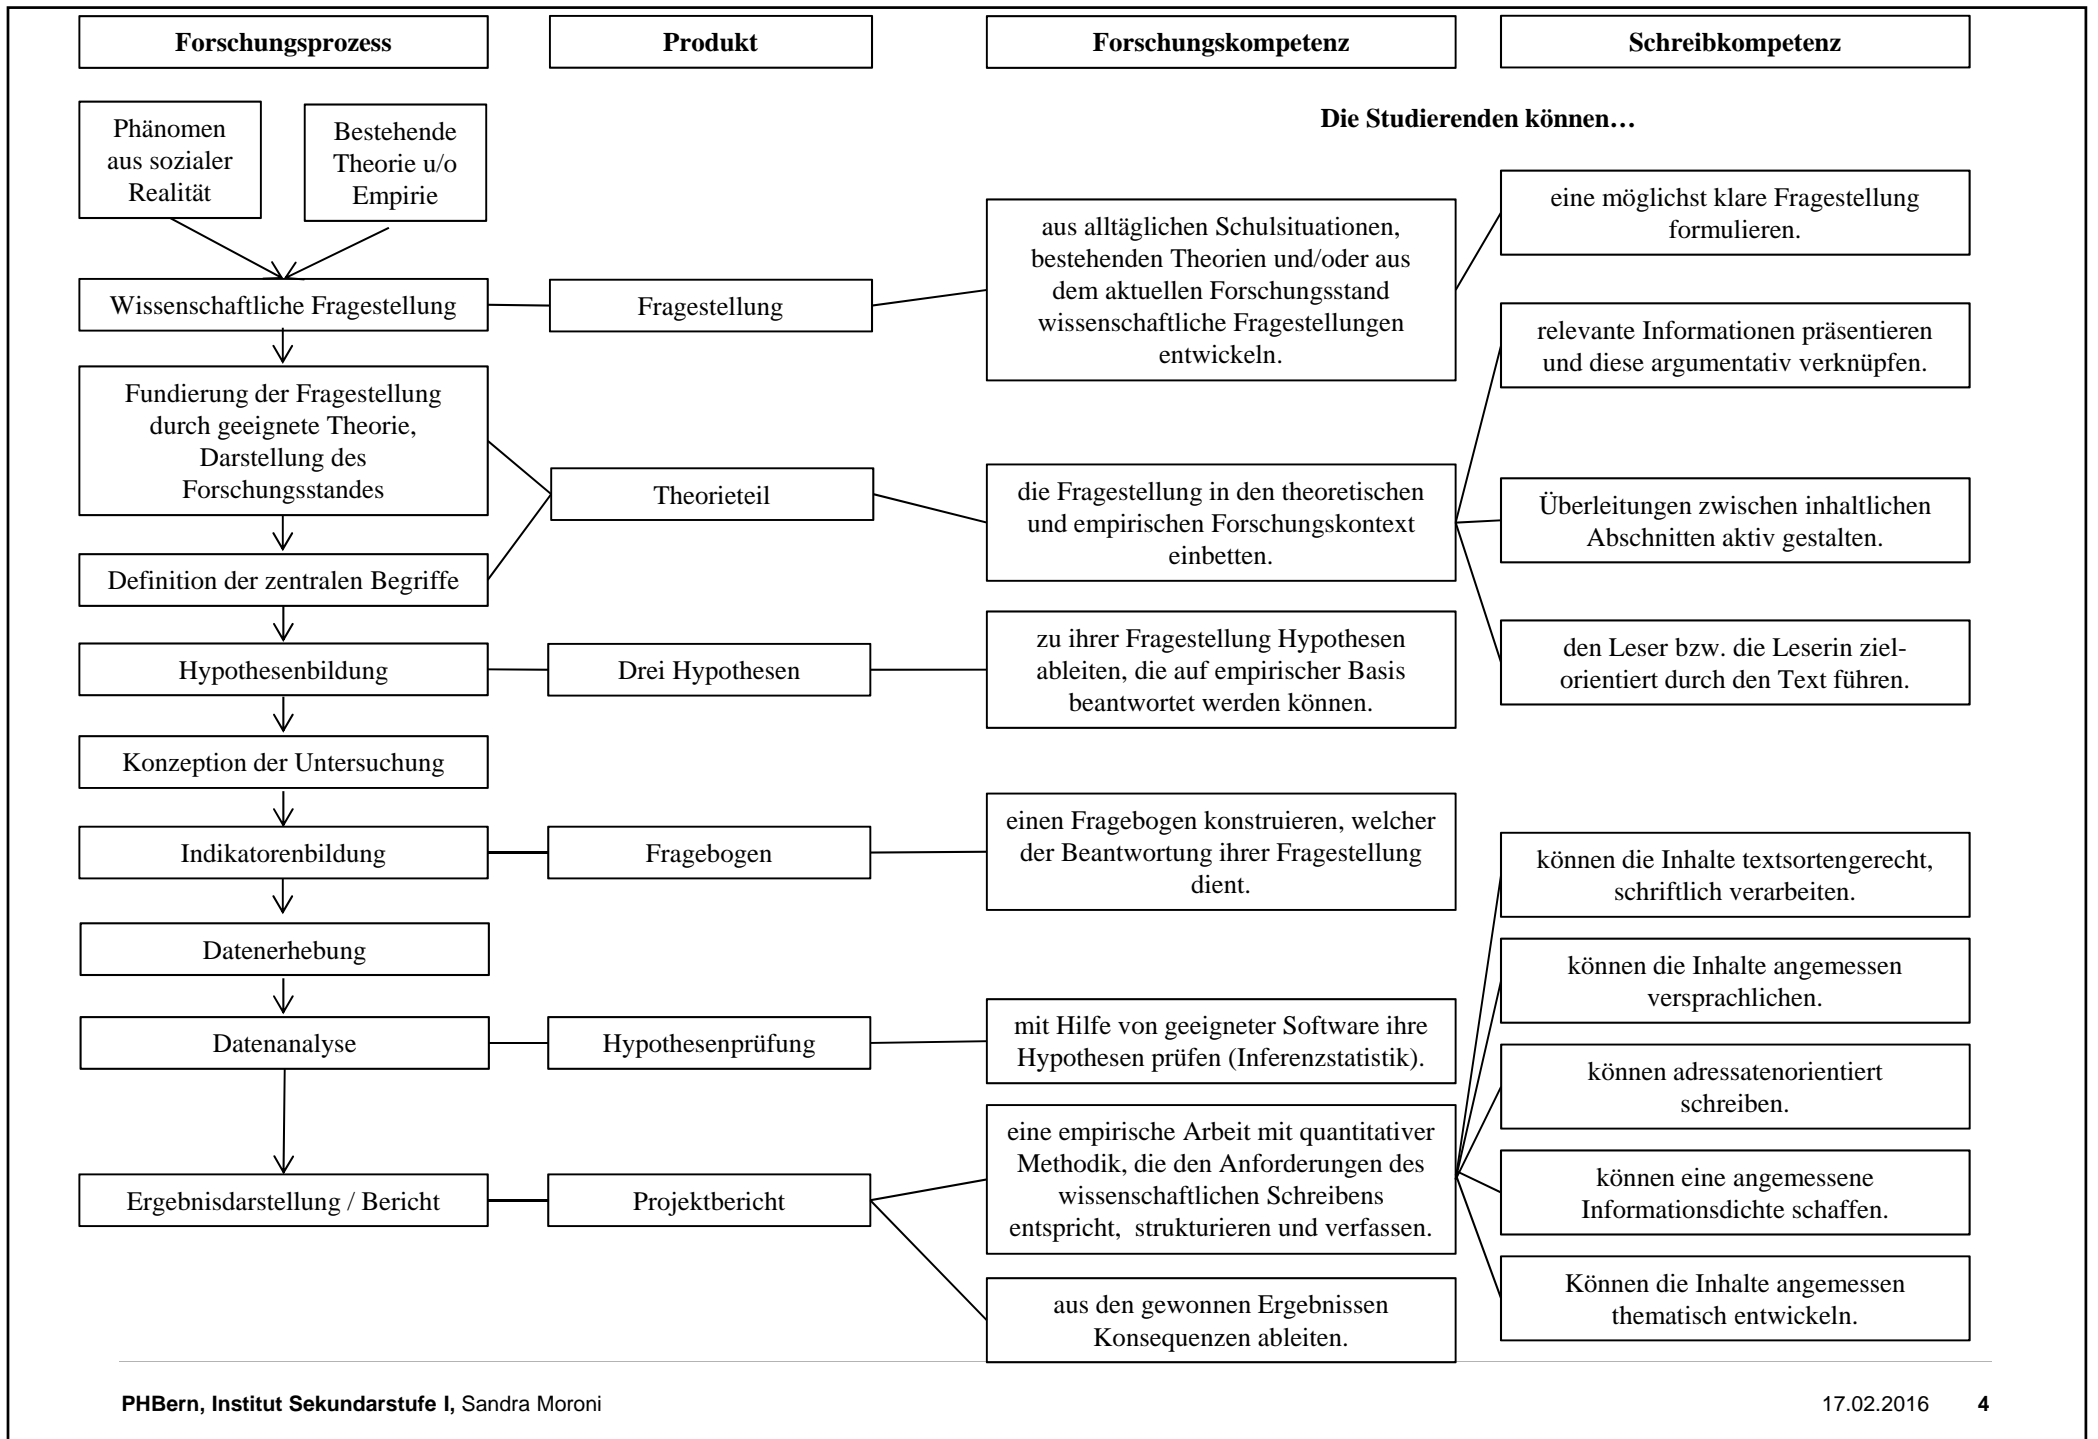 Forschungsprozess
Produkt
Forschungskompetenz
Schreibkompetenz
Die Studierenden können…
Phänomen
aus sozialer
Realität
Bestehende
Theorie u/o
Empirie
Wissenschaftliche Fragestellung
Fundierung der Fragestellung
durch geeignete Theorie,
Darstellung des
Forschungsstandes
Definition der zentralen Begriffe
Hypothesenbildung
Konzeption der Untersuchung
Indikatorenbildung
Datenerhebung
Datenanalyse
Ergebnisdarstellung / Bericht
Fragestellung
Theorieteil
Drei Hypothesen
Fragebogen
Hypothesenprüfung
Projektbericht
aus alltäglichen Schulsituationen,
bestehenden Theorien und/oder aus
dem aktuellen Forschungsstand
wissenschaftliche Fragestellungen
entwickeln.
die Fragestellung in den theoretischen
und empirischen Forschungskontext
einbetten.
zu ihrer Fragestellung Hypothesen
ableiten, die auf empirischer Basis
beantwortet werden können.
einen Fragebogen konstruieren, welcher
der Beantwortung ihrer Fragestellung
dient.
mit Hilfe von geeigneter Software ihre
Hypothesen prüfen (Inferenzstatistik).
eine empirische Arbeit mit quantitativer
Methodik, die den Anforderungen des
wissenschaftlichen Schreibens
entspricht,  strukturieren und verfassen.
aus den gewonnen Ergebnissen
Konsequenzen ableiten.
eine möglichst klare Fragestellung
formulieren.
relevante Informationen präsentieren
und diese argumentativ verknüpfen.
Überleitungen zwischen inhaltlichen
Abschnitten aktiv gestalten.
den Leser bzw. die Leserin ziel-
orientiert durch den Text führen.
können die Inhalte textsortengerecht,
schriftlich verarbeiten.
können die Inhalte angemessen
versprachlichen.
können adressatenorientiert
schreiben.
können eine angemessene
Informationsdichte schaffen.
Können die Inhalte angemessen
thematisch entwickeln.
PHBern, Institut Sekundarstufe I, Sandra Moroni
17.02.2016 4